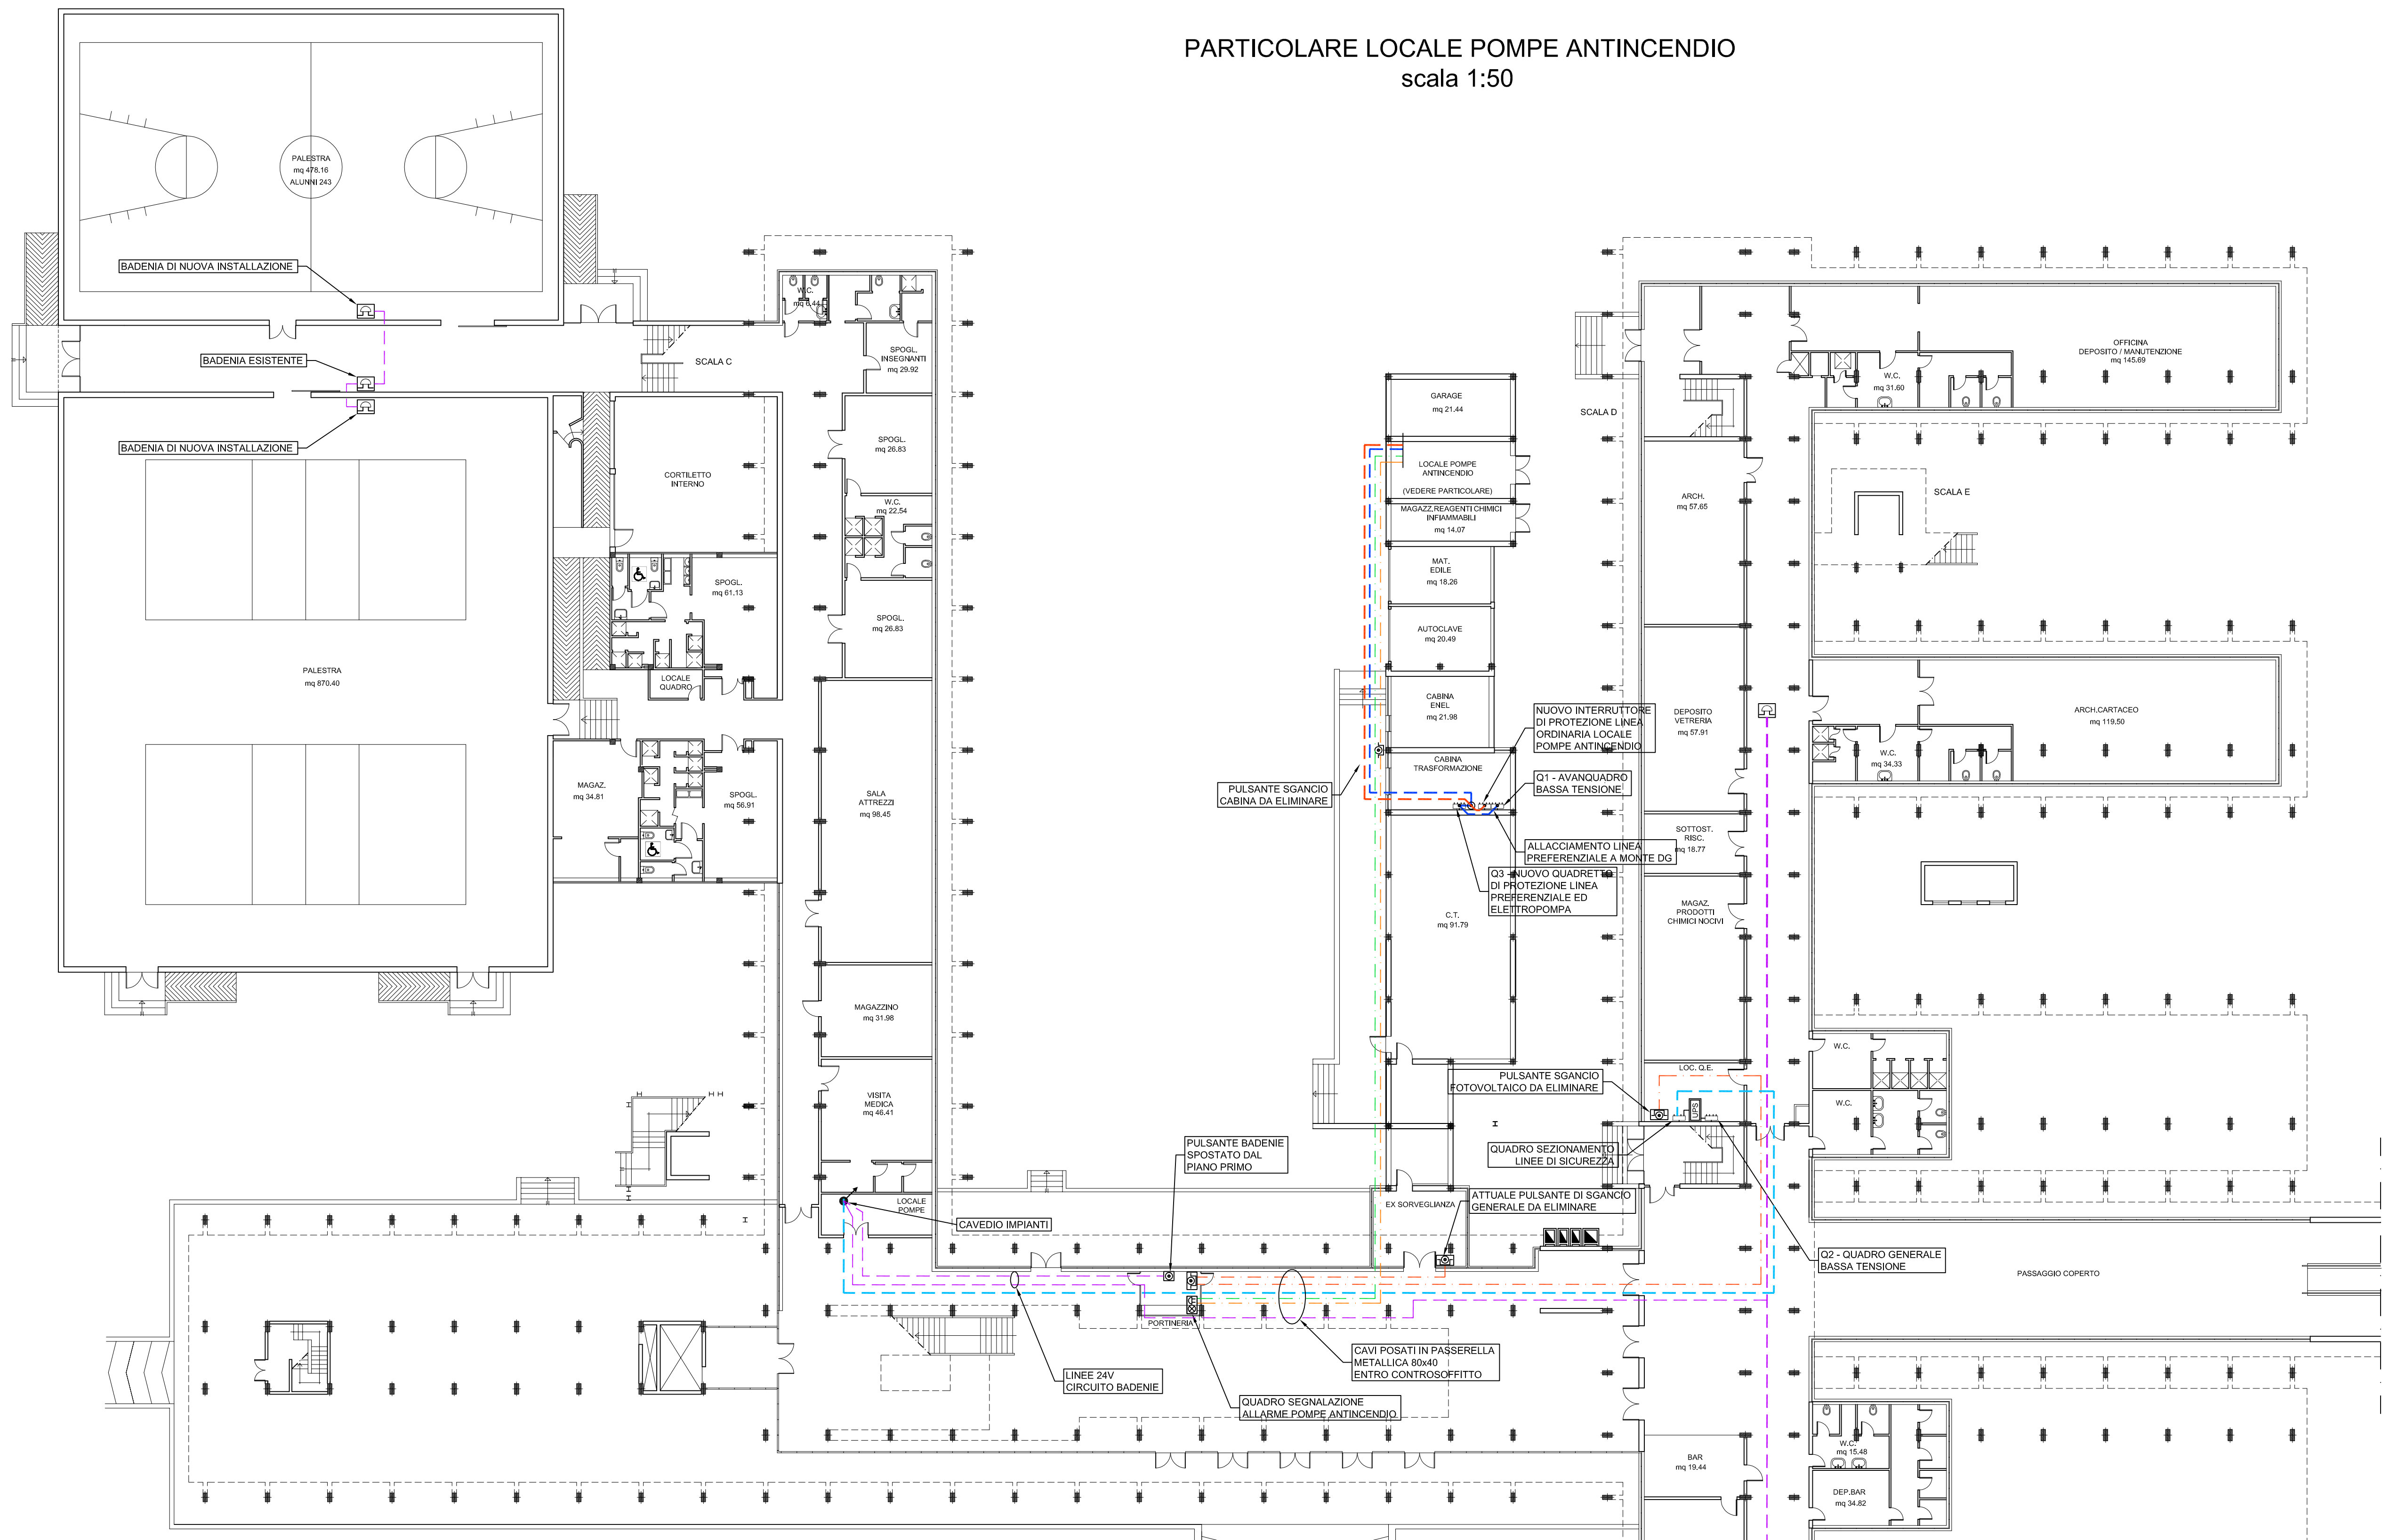 PARTICOLARE LOCALE POMPE ANTINCENDIO
scala 1:50
PALESTRA
mq 478.16
ALUNNI 243
BADENIA DI NUOVA INSTALLAZIONE
BADENIA ESISTENTE
BADENIA DI NUOVA INSTALLAZIONE
SCALA C
W.C.
mq 6.44
SPOGL.
INSEGNANTI
mq 29.92
SPOGL.
mq 26.83
CORTILETTO
INTERNO
W.C.
mq 22.54
SPOGL.
mq 61.13
SPOGL.
mq 26.83
LOCALE
QUADRO
PALESTRA
mq 870.40
MAGAZ.
mq 34.81
SPOGL.
mq 56.91
SALA
ATTREZZI
mq 98.45
MAGAZZINO
mq 31.98
VISITA
MEDICA
mq 46.41
LOCALE
POMPE
CAVEDIO IMPIANTI
GARAGE
mq 21.44
LOCALE POMPE
ANTINCENDIO
(VEDERE PARTICOLARE)
MAGAZZ.REAGENTI CHIMICI
INFIAMMABILI
mq 14.07
MAT.
EDILE
mq 18.26
AUTOCLAVE
mq 20.49
CABINA
ENEL
mq 21.98
CABINA
TRASFORMAZIONE
PULSANTE SGANCIO
CABINA DA ELIMINARE
NUOVO INTERRUTTORE
DI PROTEZIONE LINEA
ORDINARIA LOCALE
POMPE ANTINCENDIO
Q1 - AVANQUADRO
BASSA TENSIONE
ALLACCIAMENTO LINEA
PREFERENZIALE A MONTE DG
Q3 - NUOVO QUADRETTO
DI PROTEZIONE LINEA
PREFERENZIALE ED
ELETTROPOMPA
C.T.
mq 91.79
SCALA D
ARCH.
mq 57.65
DEPOSITO
VETRERIA
mq 57.91
SOTTOST.
RISC.
mq 18.77
MAGAZ.
PRODOTTI
CHIMICI NOCIVI
LOC. Q.E.
UPS
OFFICINA
DEPOSITO / MANUTENZIONE
mq 145.69
W.C.
mq 31.60
SCALA E
ARCH.CARTACEO
mq 119.50
W.C.
mq 34.33
W.C.
W.C.
PULSANTE SGANCIO
FOTOVOLTAICO DA ELIMINARE
QUADRO SEZIONAMENTO
LINEE DI SICUREZZA
PULSANTE BADENIE
SPOSTATO DAL
PIANO PRIMO
ATTUALE PULSANTE DI SGANCIO
GENERALE DA ELIMINARE
EX SORVEGLIANZA
Q2 - QUADRO GENERALE
BASSA TENSIONE
PASSAGGIO COPERTO
PORTINERIA
CAVI POSATI IN PASSERELLA
METALLICA 80x40
ENTRO CONTROSOFFITTO
LINEE 24V
CIRCUITO BADENIE
QUADRO SEGNALAZIONE
ALLARME POMPE ANTINCENDIO
BAR
mq 19.44
W.C.
mq 15.48
DEP.BAR
mq 34.82